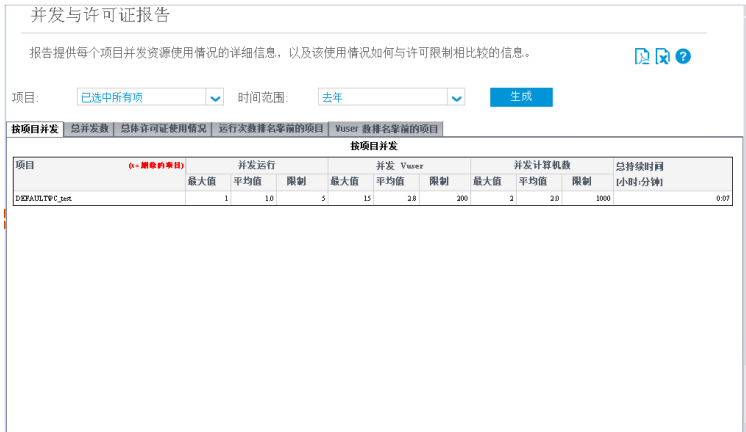 并发与许可证报告
报告提供每个项目并发资源使用情况的详细信息，以及该使用情况如何与许可限制相比较的信息。
项目: 已选中所有项 时间范围: 去年 生成
按项目并发 总并发数 总体许可证使用情况 运行次数排名靠前的项目 Vuser 数排名靠前的项目
按项目并发
项目 (x = 删除的项目) 并发运行 并发 Vuser 并发计算机数 总持续时间
最大值 平均值 限制 最大值 平均值 限制 最大值 平均值 限制 [小时:分钟]
DEFAULT\PC_test 1 1.0 5 15 2.8 200 2 2.0 1000 0:07